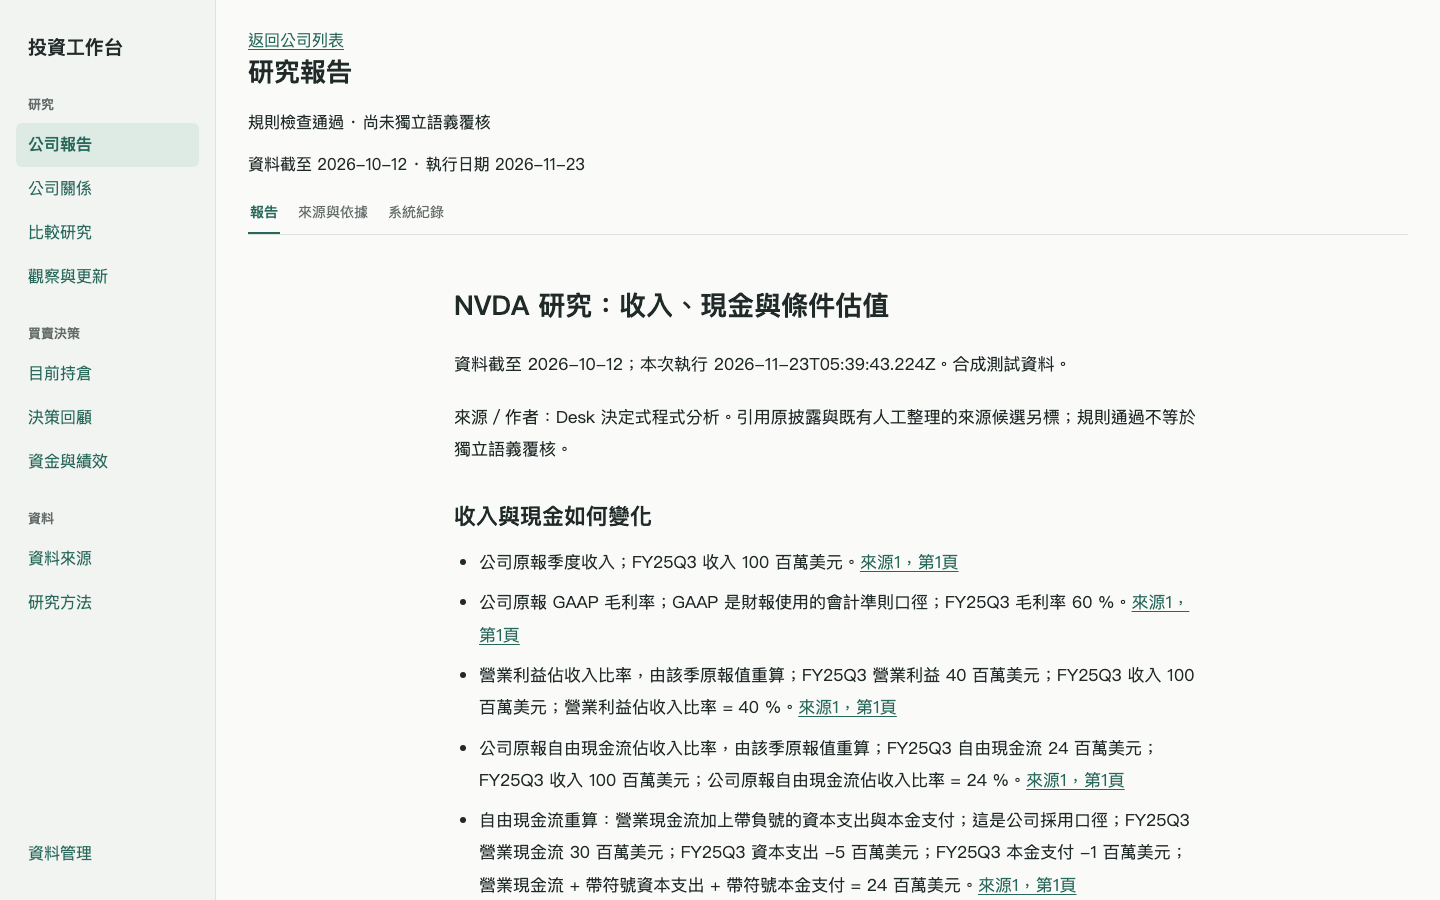 投資工作台
研究
公司報告
公司關係
比較研究
觀察與更新
買賣決策
目前持倉
決策回顧
資金與績效
資料
資料來源
研究方法
資料管理
返回公司列表
研究報告
規則檢查通過 · 尚未獨立語義覆核
資料截至 2026-10-12 · 執行日期 2026-11-23
報告 來源與依據 系統紀錄
NVDA 研究：收入、現金與條件估值
資料截至 2026-10-12；本次執行 2026-11-23T05:39:43.224Z。合成測試資料。
來源 / 作者：Desk 決定式程式分析。引用原披露與既有人工整理的來源候選另標；規則通過不等於
獨立語義覆核。
收入與現金如何變化
• 公司原報季度收入；FY25Q3 收入 100 百萬美元。來源1，第1頁
• 公司原報 GAAP 毛利率；GAAP 是財報使用的會計準則口徑；FY25Q3 毛利率 60 %。來源1，
第1頁
• 營業利益佔收入比率，由該季原報值重算；FY25Q3 營業利益 40 百萬美元；FY25Q3 收入 100
百萬美元；營業利益佔收入比率 = 40 %。來源1，第1頁
• 公司原報自由現金流佔收入比率，由該季原報值重算；FY25Q3 自由現金流 24 百萬美元；
FY25Q3 收入 100 百萬美元；公司原報自由現金流佔收入比率 = 24 %。來源1，第1頁
• 自由現金流重算：營業現金流加上帶負號的資本支出與本金支付；這是公司採用口徑；FY25Q3
營業現金流 30 百萬美元；FY25Q3 資本支出 -5 百萬美元；FY25Q3 本金支付 -1 百萬美元；
營業現金流 + 帶符號資本支出 + 帶符號本金支付 = 24 百萬美元。來源1，第1頁